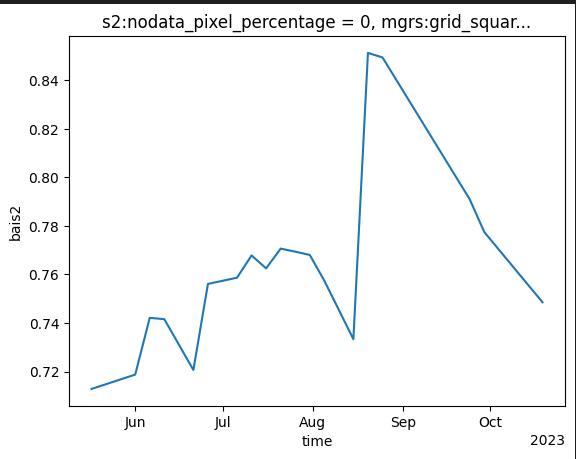 s2:nodata_pixel_percentage = 0, mgrs:grid_squar...
0.84
0.82
0.80
0.78
0.76
0.74
0.72
bais2
Jun Jul Aug Sep Oct
time
2023